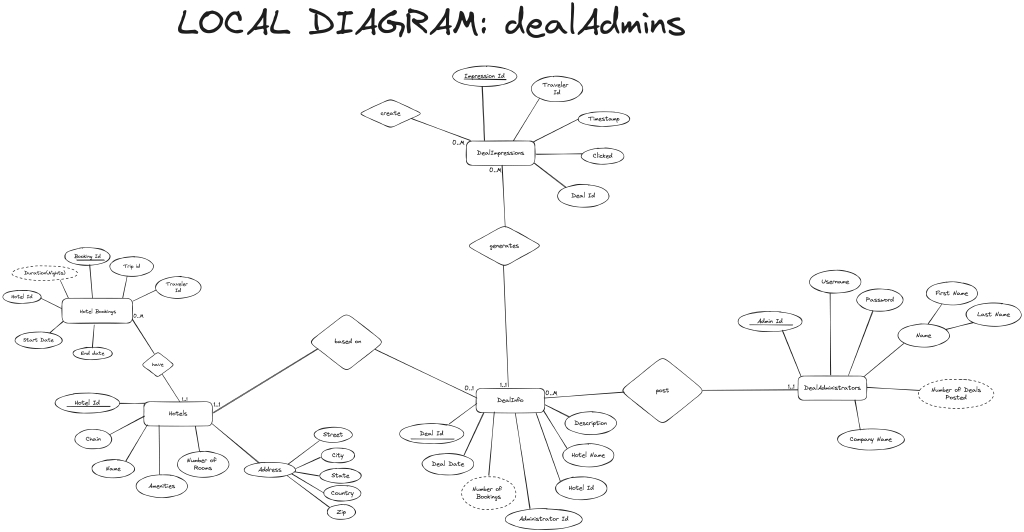 LOCAL DIAGRAM: dealAdmins
Impression Id
Traveler
Id
create
Timestamp
0..M
DealImpressions
Clicked
0..M
Deal Id
generates
Booking Id
Duration(Nights)
Trip id
Traveler
Id
Hotel Id
Hotel Bookings
0..M
Start Date
End date
have
1..1
Hotel Id
Hotels
1..1
Chain
Name
Number of
Rooms
Amenities
Address
Street
City
State
Country
Zip
based on
0..1
1..1
DealInfo
0..M
Deal Id
Description
Deal Date
Hotel Name
Number of
Bookings
Hotel Id
Administrator Id
post
1..1
DealAdministrators
Username
Password
Admin Id
First Name
Last Name
Name
Number of Deals
Posted
Company Name